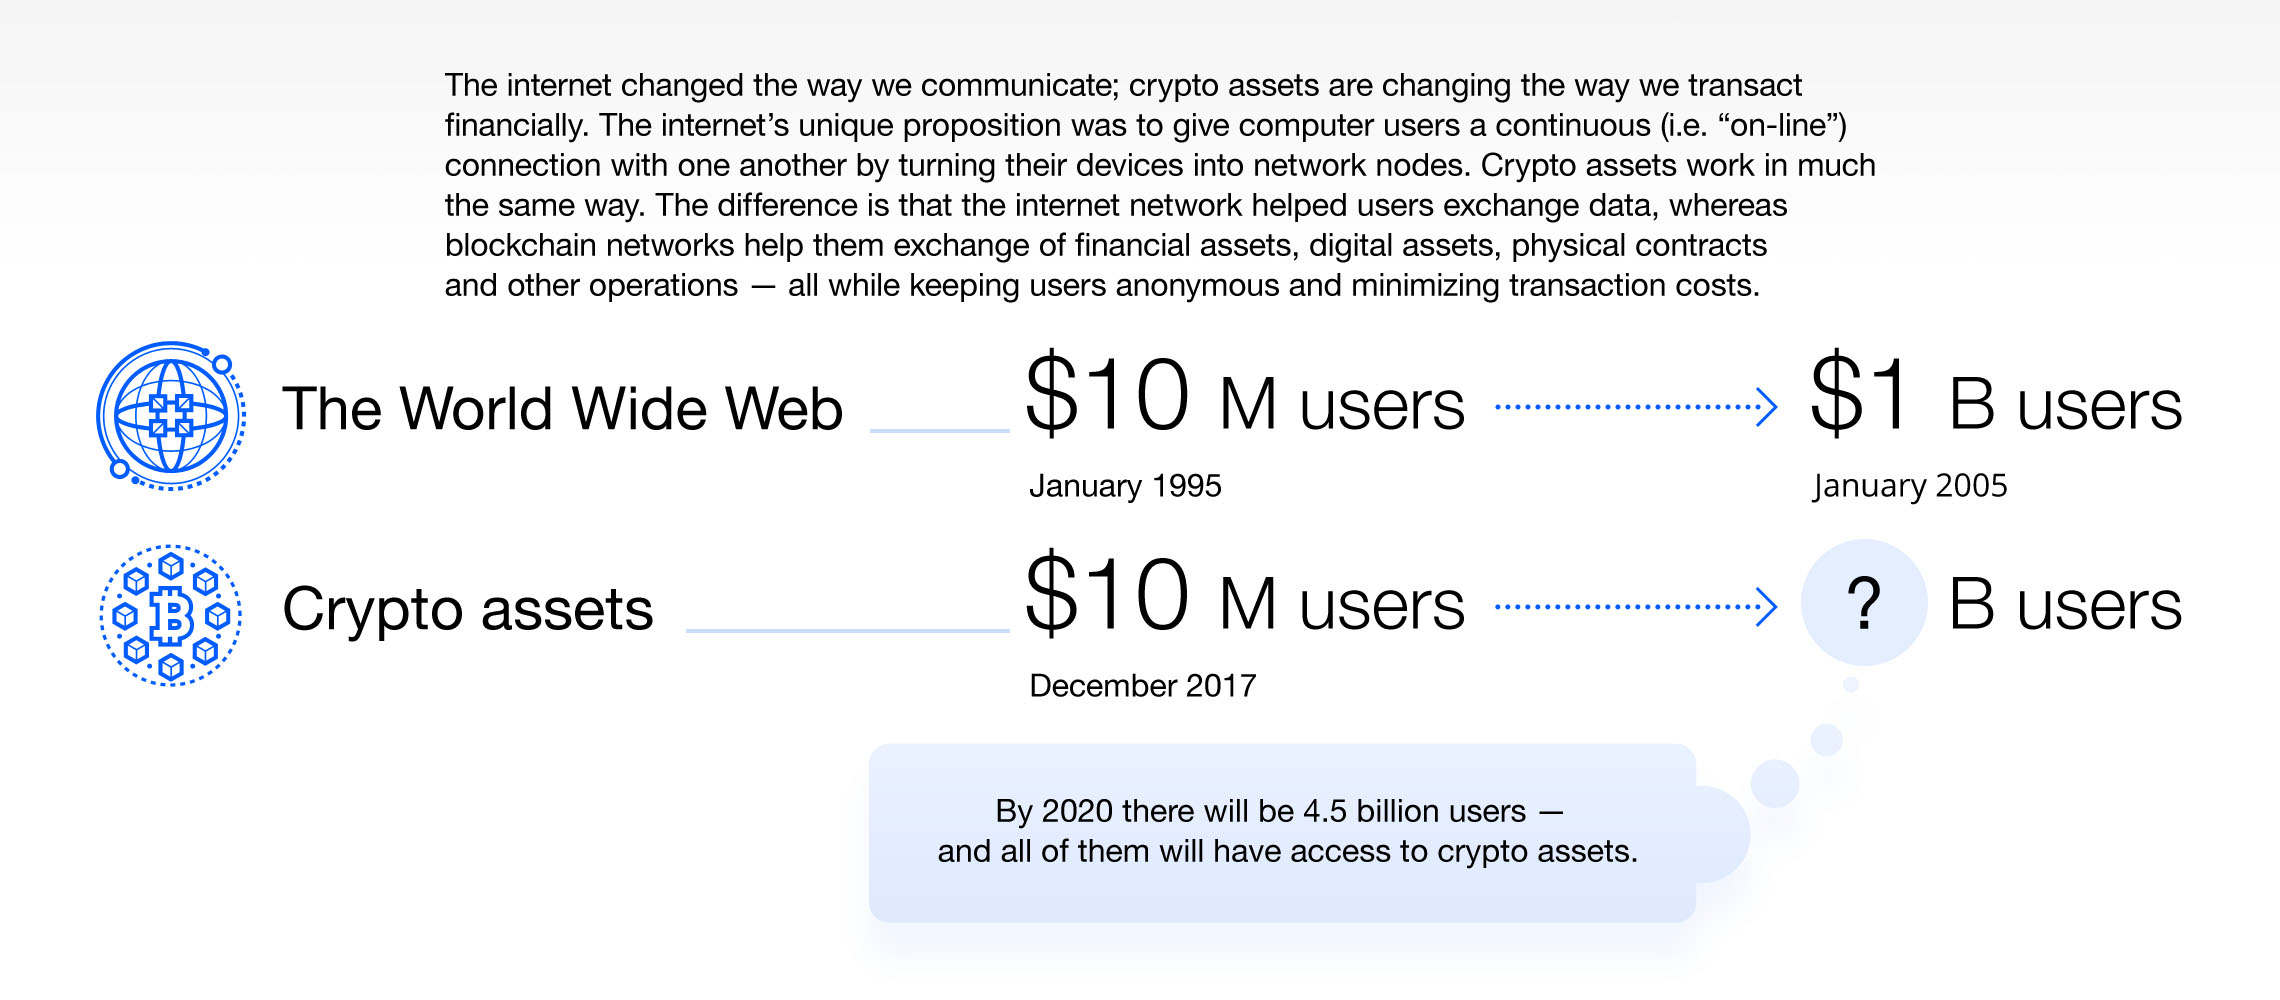 The internet changed the way we communicate; crypto assets are changing the way we transact
financially. The internet’s unique proposition was to give computer users a continuous (i.e. “on-line”)
connection with one another by turning their devices into network nodes. Crypto assets work in much
the same way. The difference is that the internet network helped users exchange data, whereas
blockchain networks help them exchange of financial assets, digital assets, physical contracts
and other operations — all while keeping users anonymous and minimizing transaction costs.
The World Wide Web $10 M users $1 B users
January 1995 January 2005
Crypto assets $10 M users ? B users
December 2017
By 2020 there will be 4.5 billion users —
and all of them will have access to crypto assets.